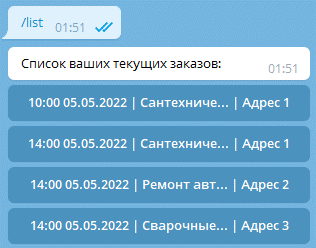 /list 01:51
Список ваших текущих заказов:
01:51
10:00 05.05.2022 | Сантехниче... | Адрес 1
14:00 05.05.2022 | Сантехниче... | Адрес 1
14:00 05.05.2022 | Ремонт авт... | Адрес 2
14:00 05.05.2022 | Сварочные... | Адрес 3